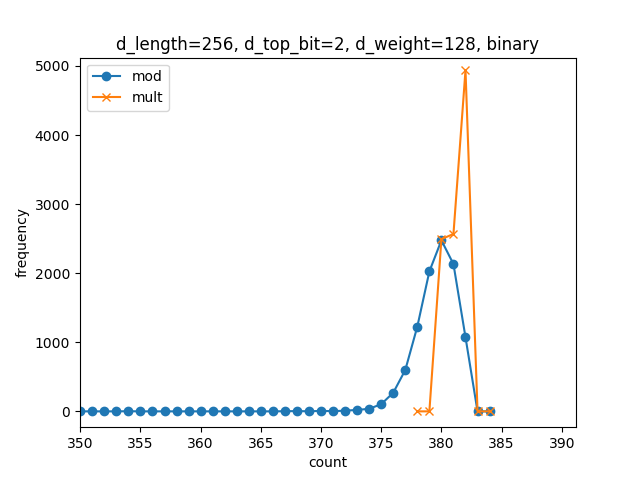 d_length=256, d_top_bit=2, d_weight=128, binary
mod
mult
5000
4000
3000
2000
1000
0
frequency
350 355 360 365 370 375 380 385 390
count